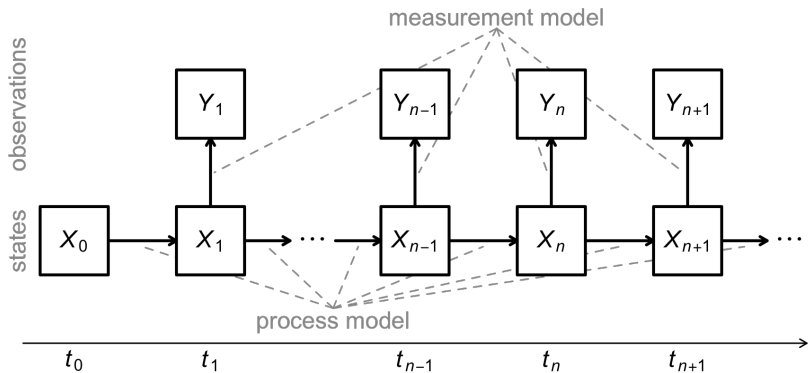 measurement model
observations
Y₁ Yₙ₋₁ Yₙ Yₙ₊₁
states
X₀ X₁ ⋯ Xₙ₋₁ Xₙ Xₙ₊₁ ⋯
process model
t₀ t₁ tₙ₋₁ tₙ tₙ₊₁